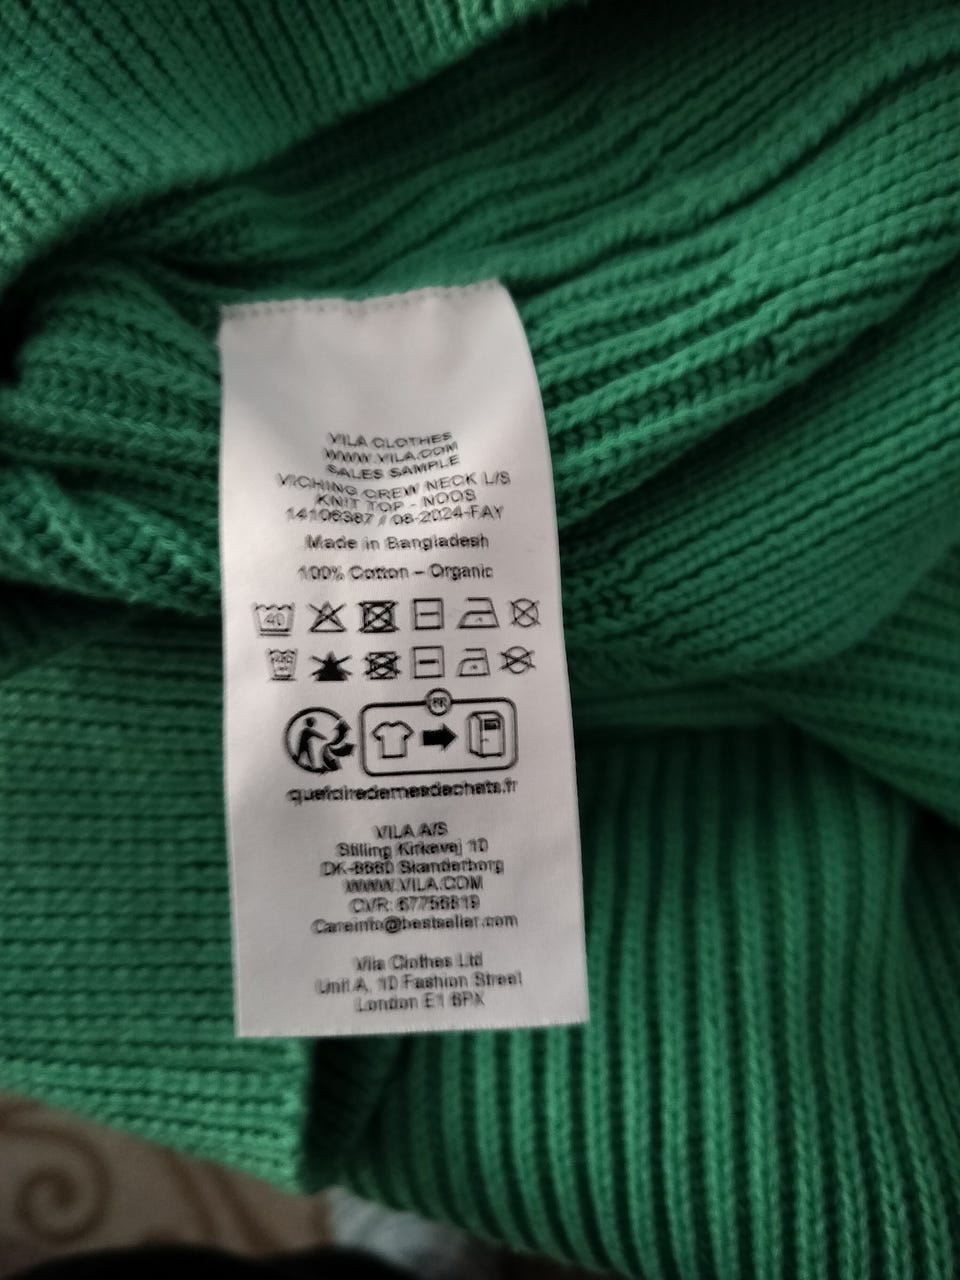 VILA CLOTHES
WWW.VILA.COM
SALES SAMPLE
VICHING CREW NECK L/S
KNIT TOP - NOOS
14106387 / 08-2024-FAY
Made in Bangladesh
100% Cotton – Organic
40
FR
quefairedemesdechets.fr
VILA A/S
Stilling Kirkevej 10
DK-8660 Skanderborg
WWW.VILA.COM
CVR: 67756819
Careinfo@bestseller.com
Vila Clothes Ltd
Unit A, 10 Fashion Street
London E1 6PX